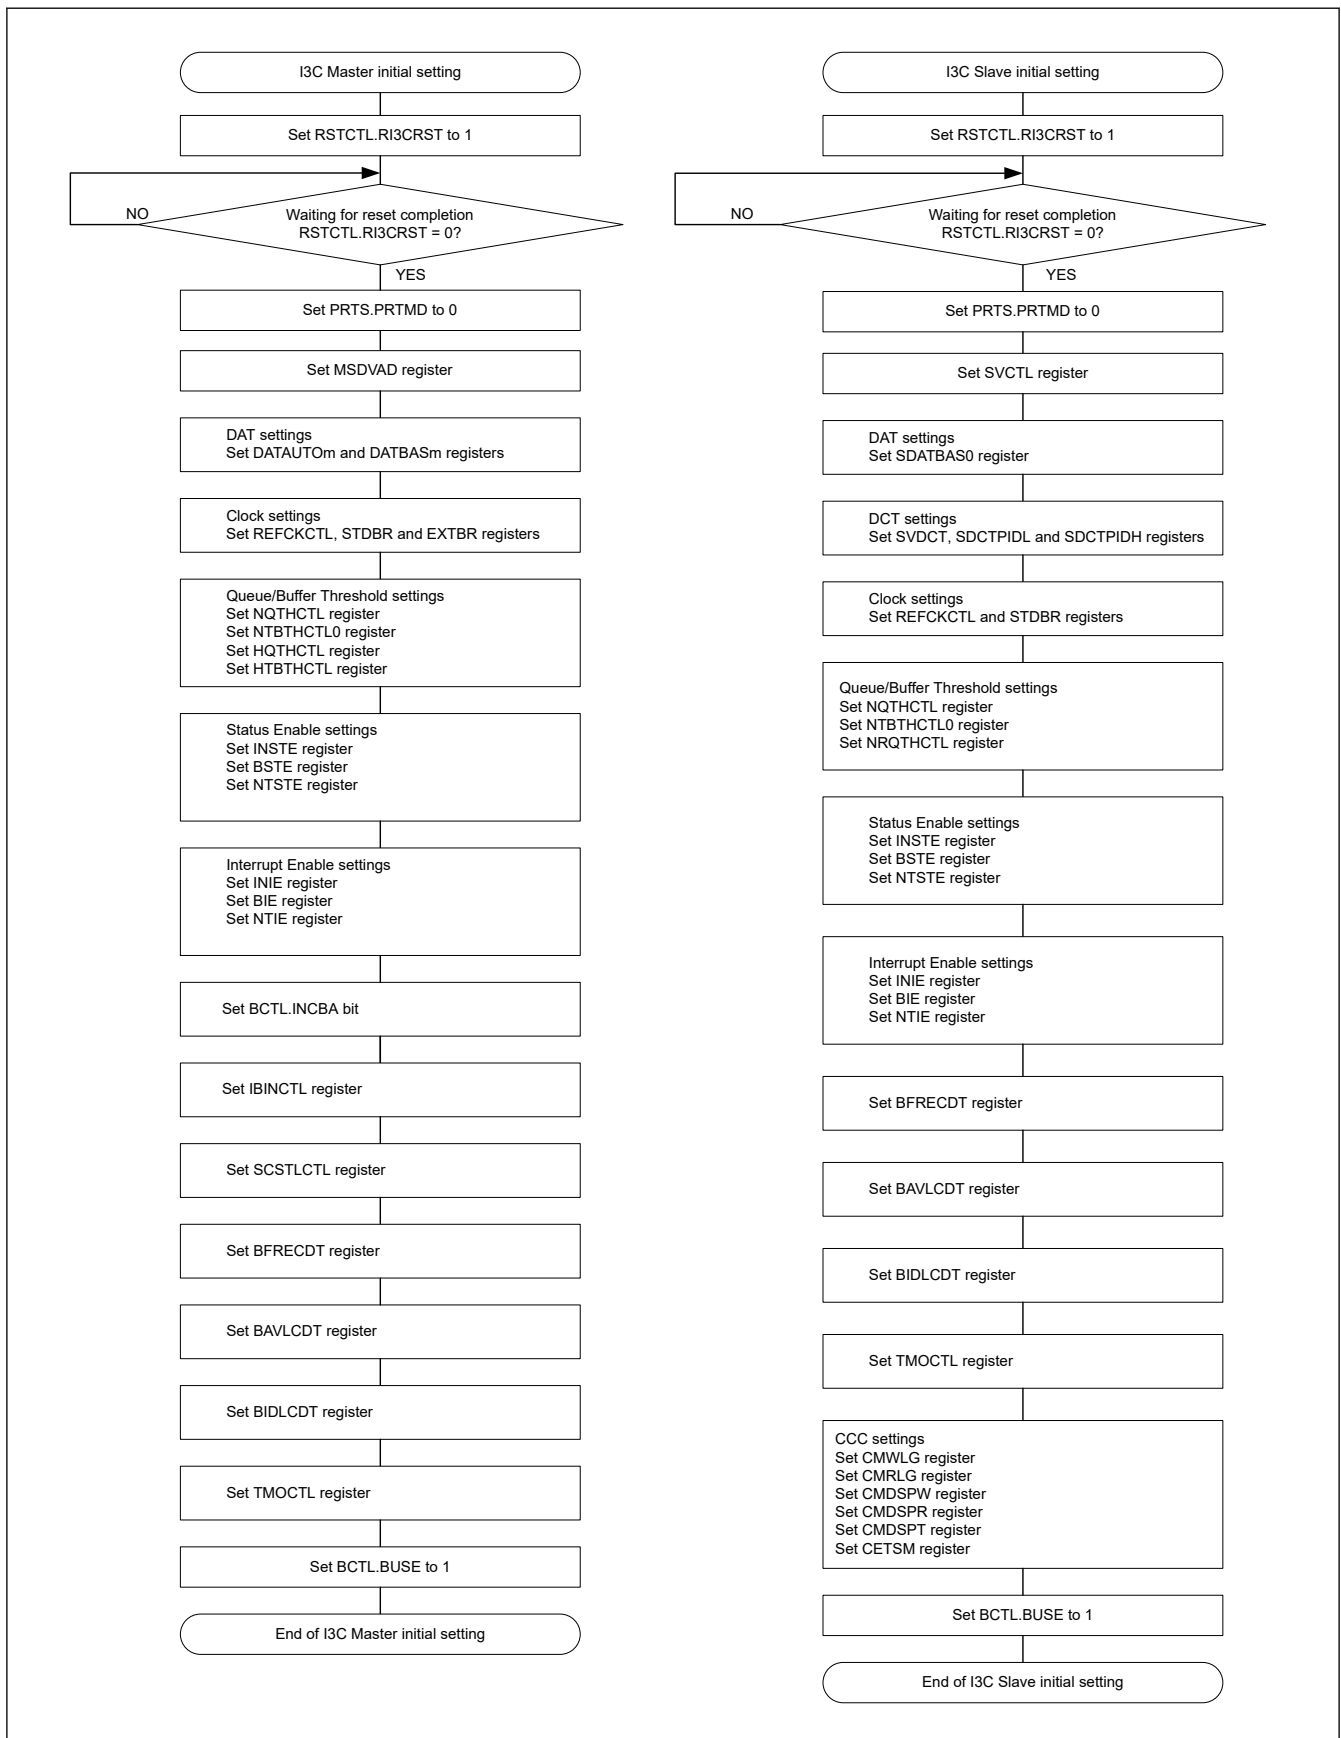 I3C Master initial setting
Set RSTCTL.RI3CRST to 1
NO
Waiting for reset completion
RSTCTL.RI3CRST = 0?
YES
Set PRTS.PRTMD to 0
Set MSDVAD register
DAT settings
Set DATAUTOm and DATBASm registers
Clock settings
Set REFCKCTL, STDBR and EXTBR registers
Queue/Buffer Threshold settings
Set NQTHCTL register
Set NTBTHCTL0 register
Set HQTHCTL register
Set HTBTHCTL register
Status Enable settings
Set INSTE register
Set BSTE register
Set NTSTE register
Interrupt Enable settings
Set INIE register
Set BIE register
Set NTIE register
Set BCTL.INCBA bit
Set IBINCTL register
Set SCSTLCTL register
Set BFRECDT register
Set BAVLCDT register
Set BIDLCDT register
Set TMOCTL register
Set BCTL.BUSE to 1
End of I3C Master initial setting
I3C Slave initial setting
Set RSTCTL.RI3CRST to 1
NO
Waiting for reset completion
RSTCTL.RI3CRST = 0?
YES
Set PRTS.PRTMD to 0
Set SVCTL register
DAT settings
Set SDATBAS0 register
DCT settings
Set SVDCT, SDCTPIDL and SDCTPIDH registers
Clock settings
Set REFCKCTL and STDBR registers
Queue/Buffer Threshold settings
Set NQTHCTL register
Set NTBTHCTL0 register
Set NRQTHCTL register
Status Enable settings
Set INSTE register
Set BSTE register
Set NTSTE register
Interrupt Enable settings
Set INIE register
Set BIE register
Set NTIE register
Set BFRECDT register
Set BAVLCDT register
Set BIDLCDT register
Set TMOCTL register
CCC settings
Set CMWLG register
Set CMRLG register
Set CMDSPW register
Set CMDSPR register
Set CMDSPT register
Set CETSM register
Set BCTL.BUSE to 1
End of I3C Slave initial setting